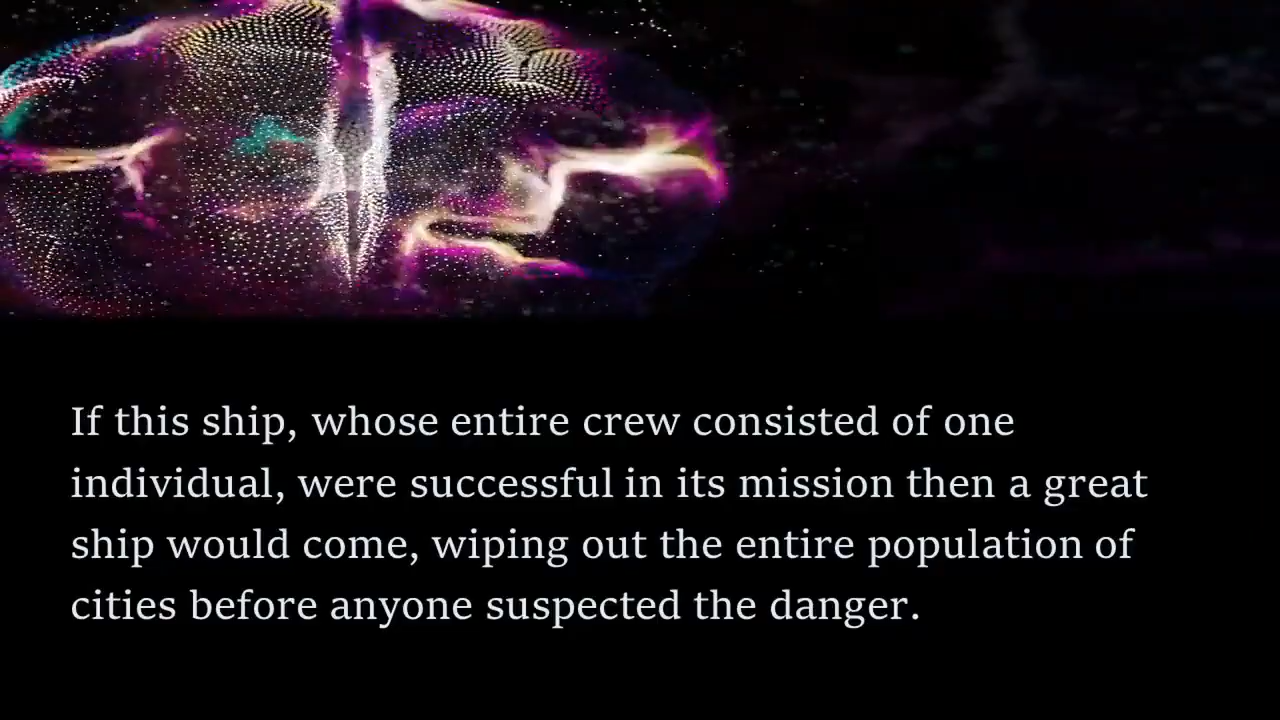 If this ship, whose entire crew consisted of one
individual, were successful in its mission then a great
ship would come, wiping out the entire population of
cities before anyone suspected the danger.